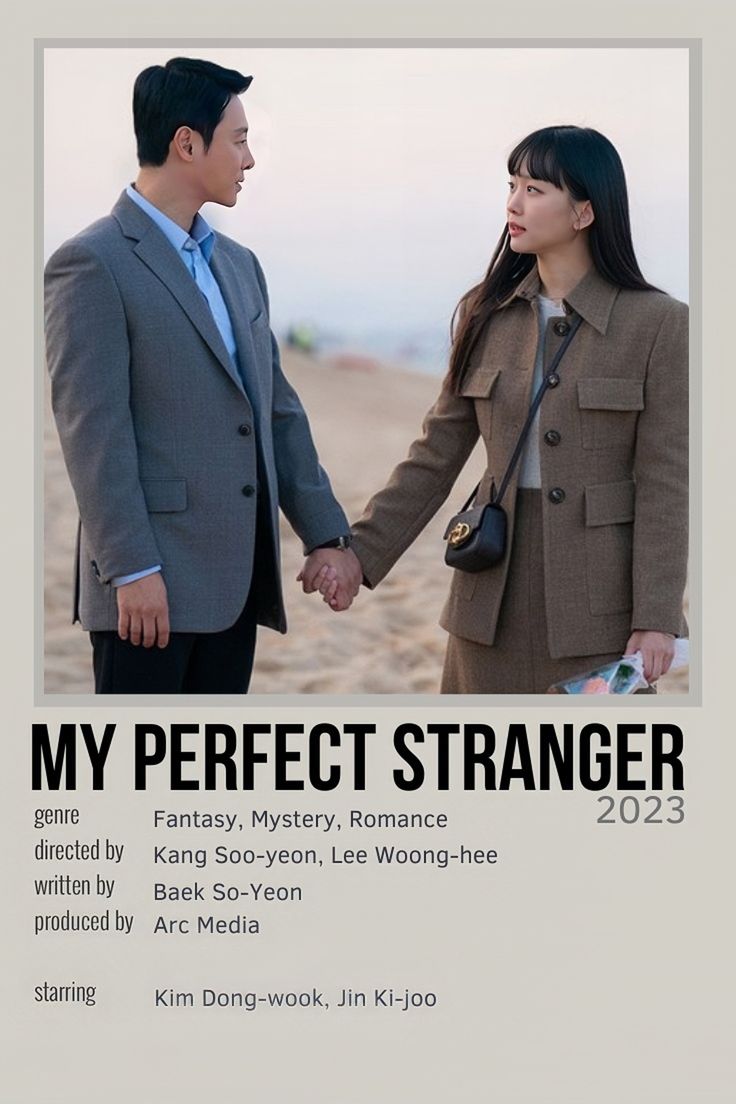 MY PERFECT STRANGER
2023
genre Fantasy, Mystery, Romance
directed by Kang Soo-yeon, Lee Woong-hee
written by Baek So-Yeon
produced by Arc Media
starring Kim Dong-wook, Jin Ki-joo